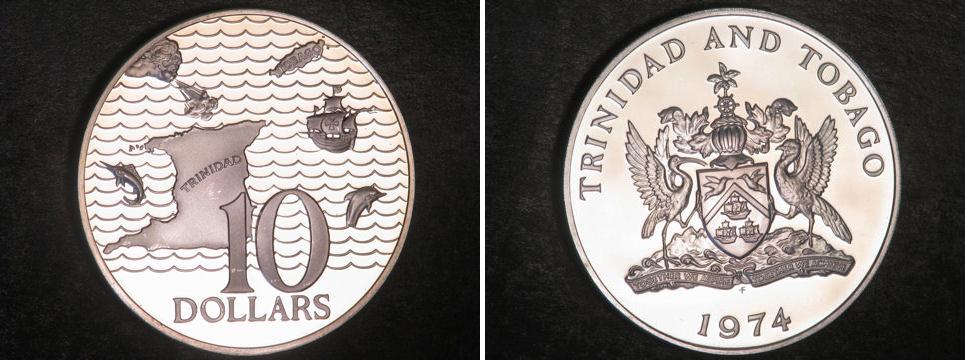 TOBAGO
TRINIDAD
10
DOLLARS
TRINIDAD AND TOBAGO
1974